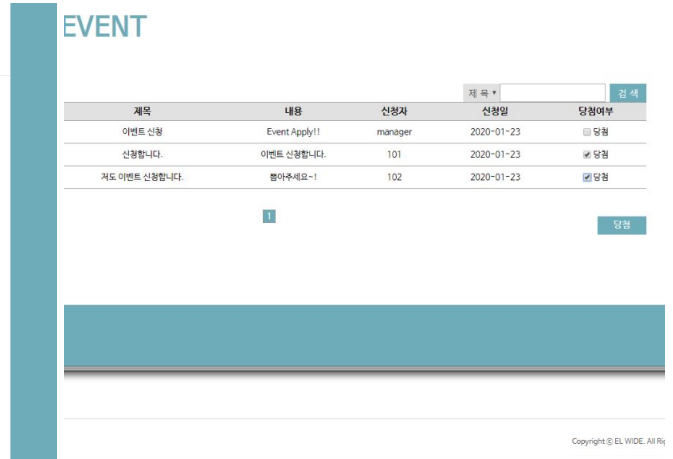 EVENT
제 목 검 색
제목 내용 신청자 신청일 당첨여부
이벤트 신청 Event Apply!! manager 2020-01-23 당첨
신청합니다. 이벤트 신청합니다. 101 2020-01-23 당첨
저도 이벤트 신청합니다. 뽑아주세요~! 102 2020-01-23 당첨
1
당첨
Copyright ⓒ EL WIDE. All Rig